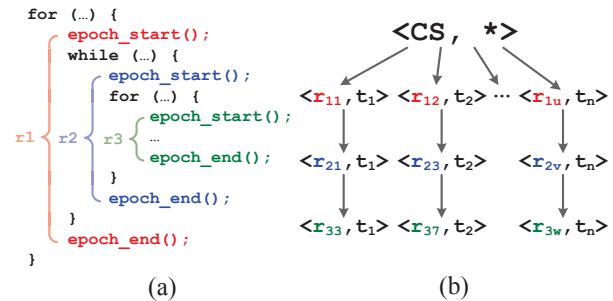 for (…) {
epoch_start();
while (…) {
epoch_start();
for (…) {
epoch_start();
r1 r2 r3 …
epoch_end();
}
epoch_end();
}
epoch_end();
}
(a)
<CS, *>
<r11,t1> <r12,t2> … <r1u,tn>
<r21,t1> <r23,t2> <r2v,tn>
<r33,t1> <r37,t2> <r3w,tn>
(b)